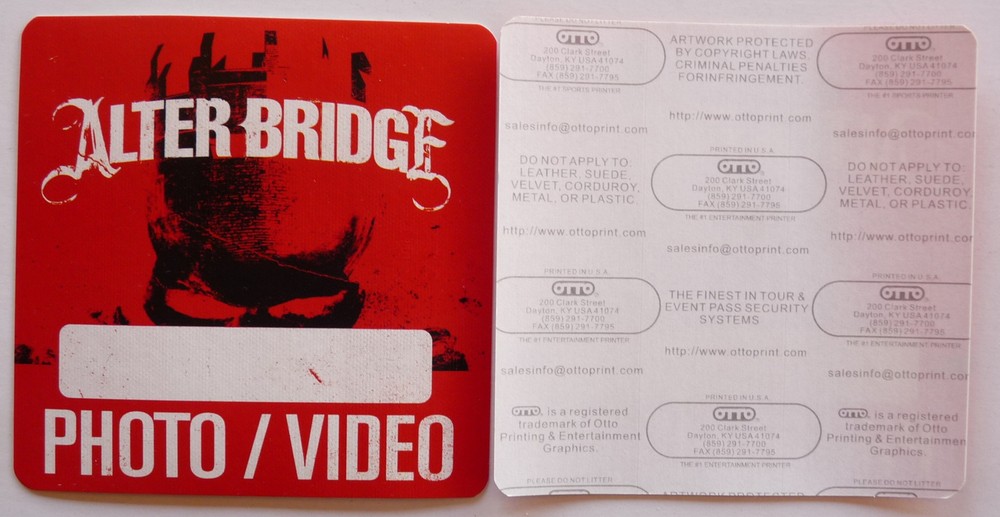 ALTER BRIDGE
PHOTO / VIDEO
PLEASE DO NOT LITTER
OTTO
200 Clark Street
Dayton, KY USA 41074
(859) 291-7700
FAX (859) 291-7795
THE #1 SPORTS PRINTER
ARTWORK PROTECTED
BY COPYRIGHT LAWS,
CRIMINAL PENALTIES
FOR INFRINGEMENT.
OTTO
200 Clark Street
Dayton, KY USA 41074
(859) 291-7700
FAX (859) 291-7795
THE #1 SPORTS PRINTER
salesinfo@ottoprint.com
http://www.ottoprint.com
salesinfo@ottoprint.com
DO NOT APPLY TO:
LEATHER, SUEDE,
VELVET, CORDUROY,
METAL, OR PLASTIC.
PRINTED IN U.S.A.
OTTO
200 Clark Street
Dayton, KY USA 41074
(859) 291-7700
FAX (859) 291-7795
THE #1 ENTERTAINMENT PRINTER
DO NOT APPLY TO:
LEATHER, SUEDE,
VELVET, CORDUROY,
METAL, OR PLASTIC.
http://www.ottoprint.com
salesinfo@ottoprint.com
http://www.ottoprint.com
PRINTED IN U.S.A.
OTTO
200 Clark Street
Dayton, KY USA 41074
(859) 291-7700
FAX (859) 291-7795
THE #1 ENTERTAINMENT PRINTER
THE FINEST IN TOUR &
EVENT PASS SECURITY
SYSTEMS
PRINTED IN U.S.A.
OTTO
200 Clark Street
Dayton, KY USA 41074
(859) 291-7700
FAX (859) 291-7795
THE #1 ENTERTAINMENT PRINTER
salesinfo@ottoprint.com
http://www.ottoprint.com
salesinfo@ottoprint.com
OTTO, is a registered
trademark of Otto
Printing & Entertainment
Graphics.
PRINTED IN U.S.A.
OTTO
200 Clark Street
Dayton, KY USA 41074
(859) 291-7700
FAX (859) 291-7795
THE #1 ENTERTAINMENT PRINTER
OTTO, is a registered
trademark of Otto
Printing & Entertainmen
Graphics.
PLEASE DO NOT LITTER
ARTWORK PROTECTED
PLEASE DO NOT LITTER